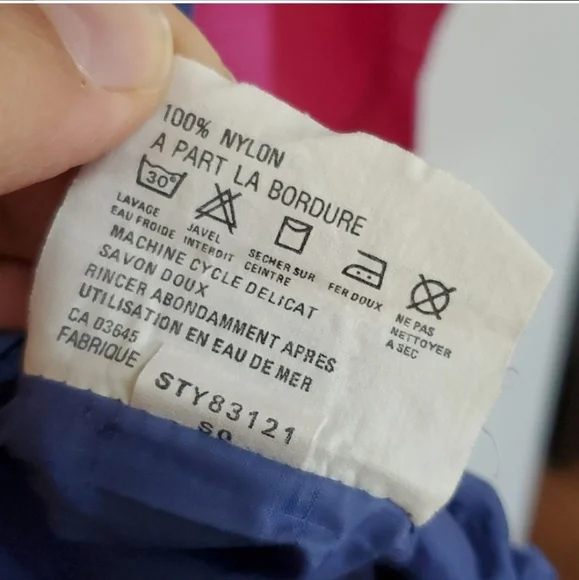 100% NYLON
A PART LA BORDURE
30°
LAVAGE
EAU FROIDE
JAVEL
INTERDIT
SECHER SUR
CEINTRE
FER DOUX
NE PAS
NETTOYER
A SEC
MACHINE CYCLE DELICAT
SAVON DOUX
RINCER ABONDAMMENT APRES
UTILISATION EN EAU DE MER
CA 03645
FABRIQUE
STY83121